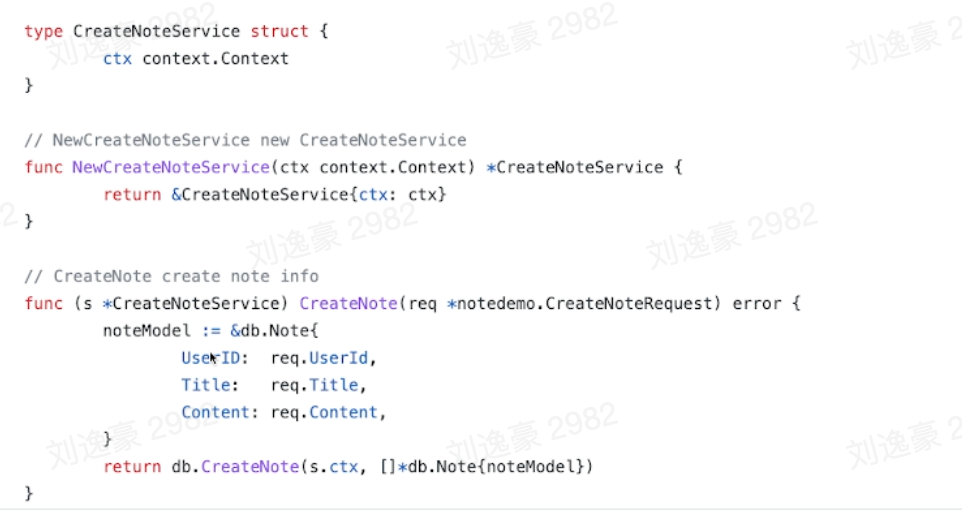 type CreateNoteService struct {
        ctx context.Context
}

// NewCreateNoteService new CreateNoteService
func NewCreateNoteService(ctx context.Context) *CreateNoteService {
        return &CreateNoteService{ctx: ctx}
}

// CreateNote create note info
func (s *CreateNoteService) CreateNote(req *notedemo.CreateNoteRequest) error {
        noteModel := &db.Note{
                UserID:  req.UserId,
                Title:   req.Title,
                Content: req.Content,
        }
        return db.CreateNote(s.ctx, []*db.Note{noteModel})
}
刘逸豪 2982
刘逸豪 2982
刘逸豪 2
2
刘逸豪 2982
刘逸豪 2982
刘逸豪 2982
刘逸豪 2982
刘逸豪 2